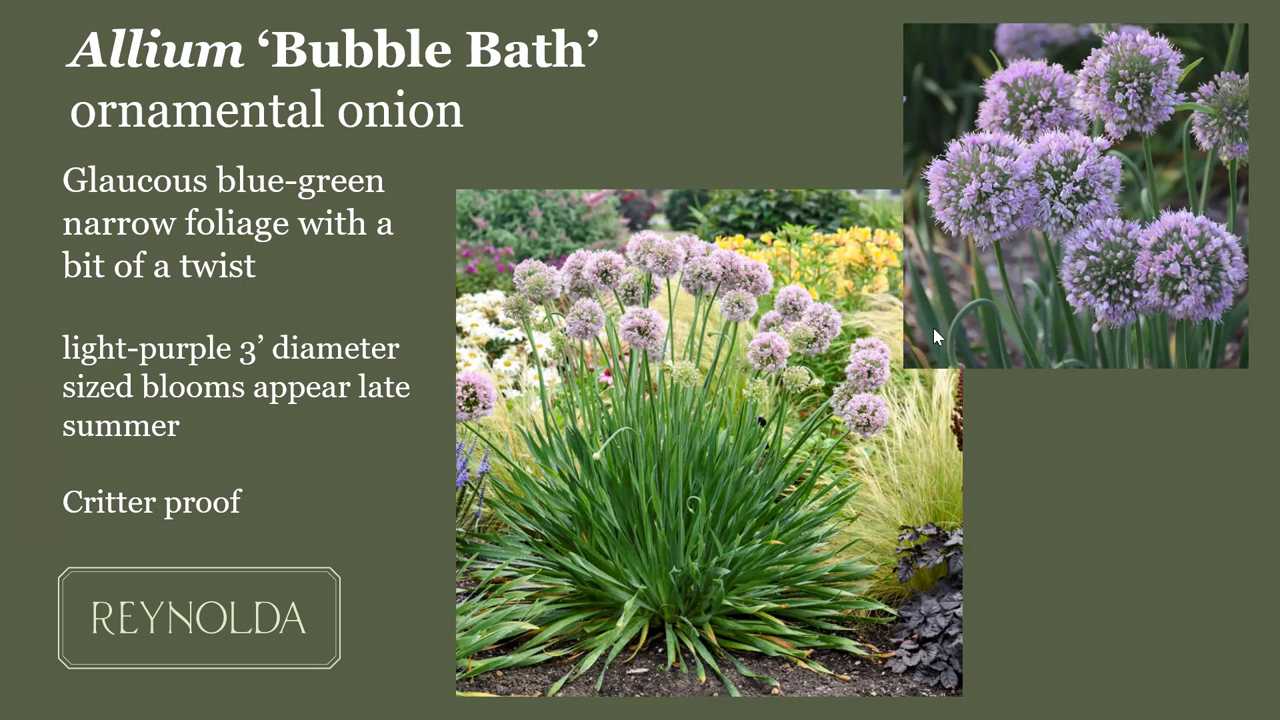 Allium ‘Bubble Bath’
ornamental onion
Glaucous blue-green
narrow foliage with a
bit of a twist
light-purple 3’ diameter
sized blooms appear late
summer
Critter proof
REYNOLDA